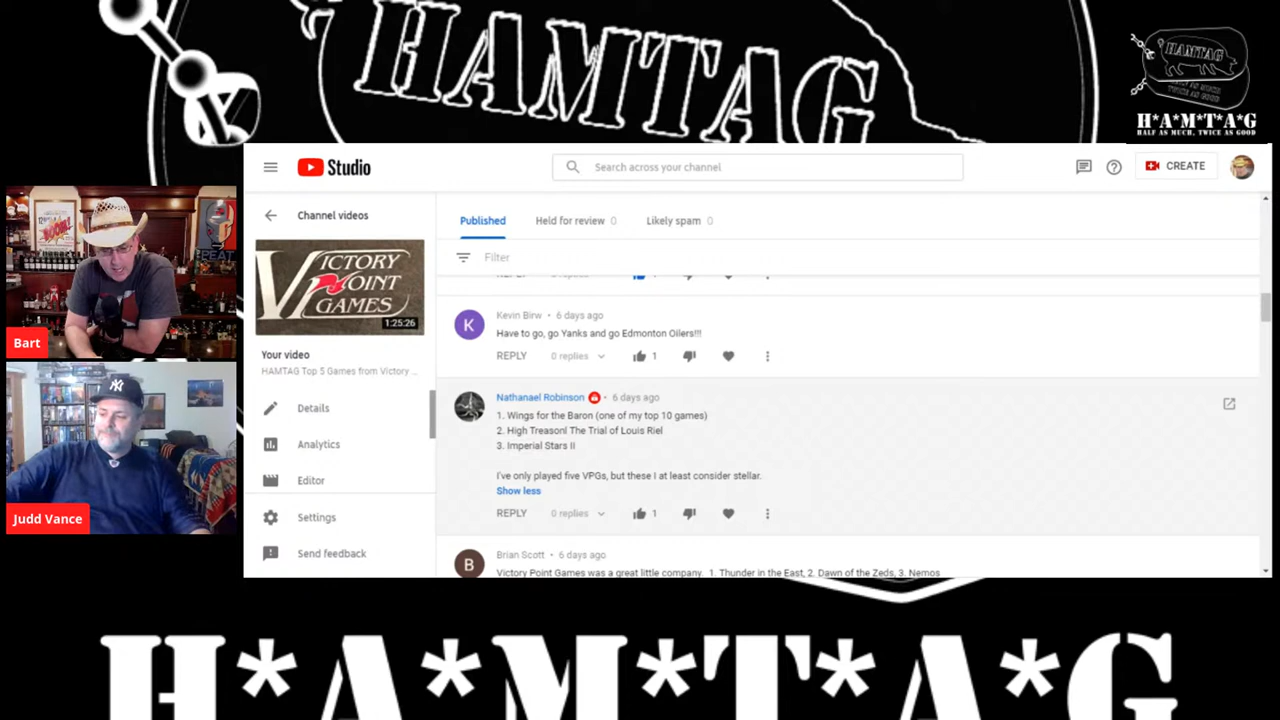 HAMTAG
HAMTAG
H*A*M*T*A*G
HALF AS MUCH, TWICE AS GOOD
Studio
Search across your channel
CREATE
Channel videos
VICTORY
POINT
GAMES
1:25:26
Your video
HAMTAG Top 5 Games from Victory ...
Details
Analytics
Editor
Settings
Send feedback
Published
Held for review 0
Likely spam 0
Filter
K
Kevin Birw • 6 days ago
Have to go, go Yanks and go Edmonton Oilers!!!
REPLY 0 replies 1
Nathanael Robinson • 6 days ago
1. Wings for the Baron (one of my top 10 games)
2. High Treason! The Trial of Louis Riel
3. Imperial Stars II
I've only played five VPGs, but these I at least consider stellar.
Show less
REPLY 0 replies 1
B
Brian Scott • 6 days ago
Victory Point Games was a great little company. 1. Thunder in the East, 2. Dawn of the Zeds, 3. Nemos
PEAT
Bart
Judd Vance
H*A*M*T*A*G